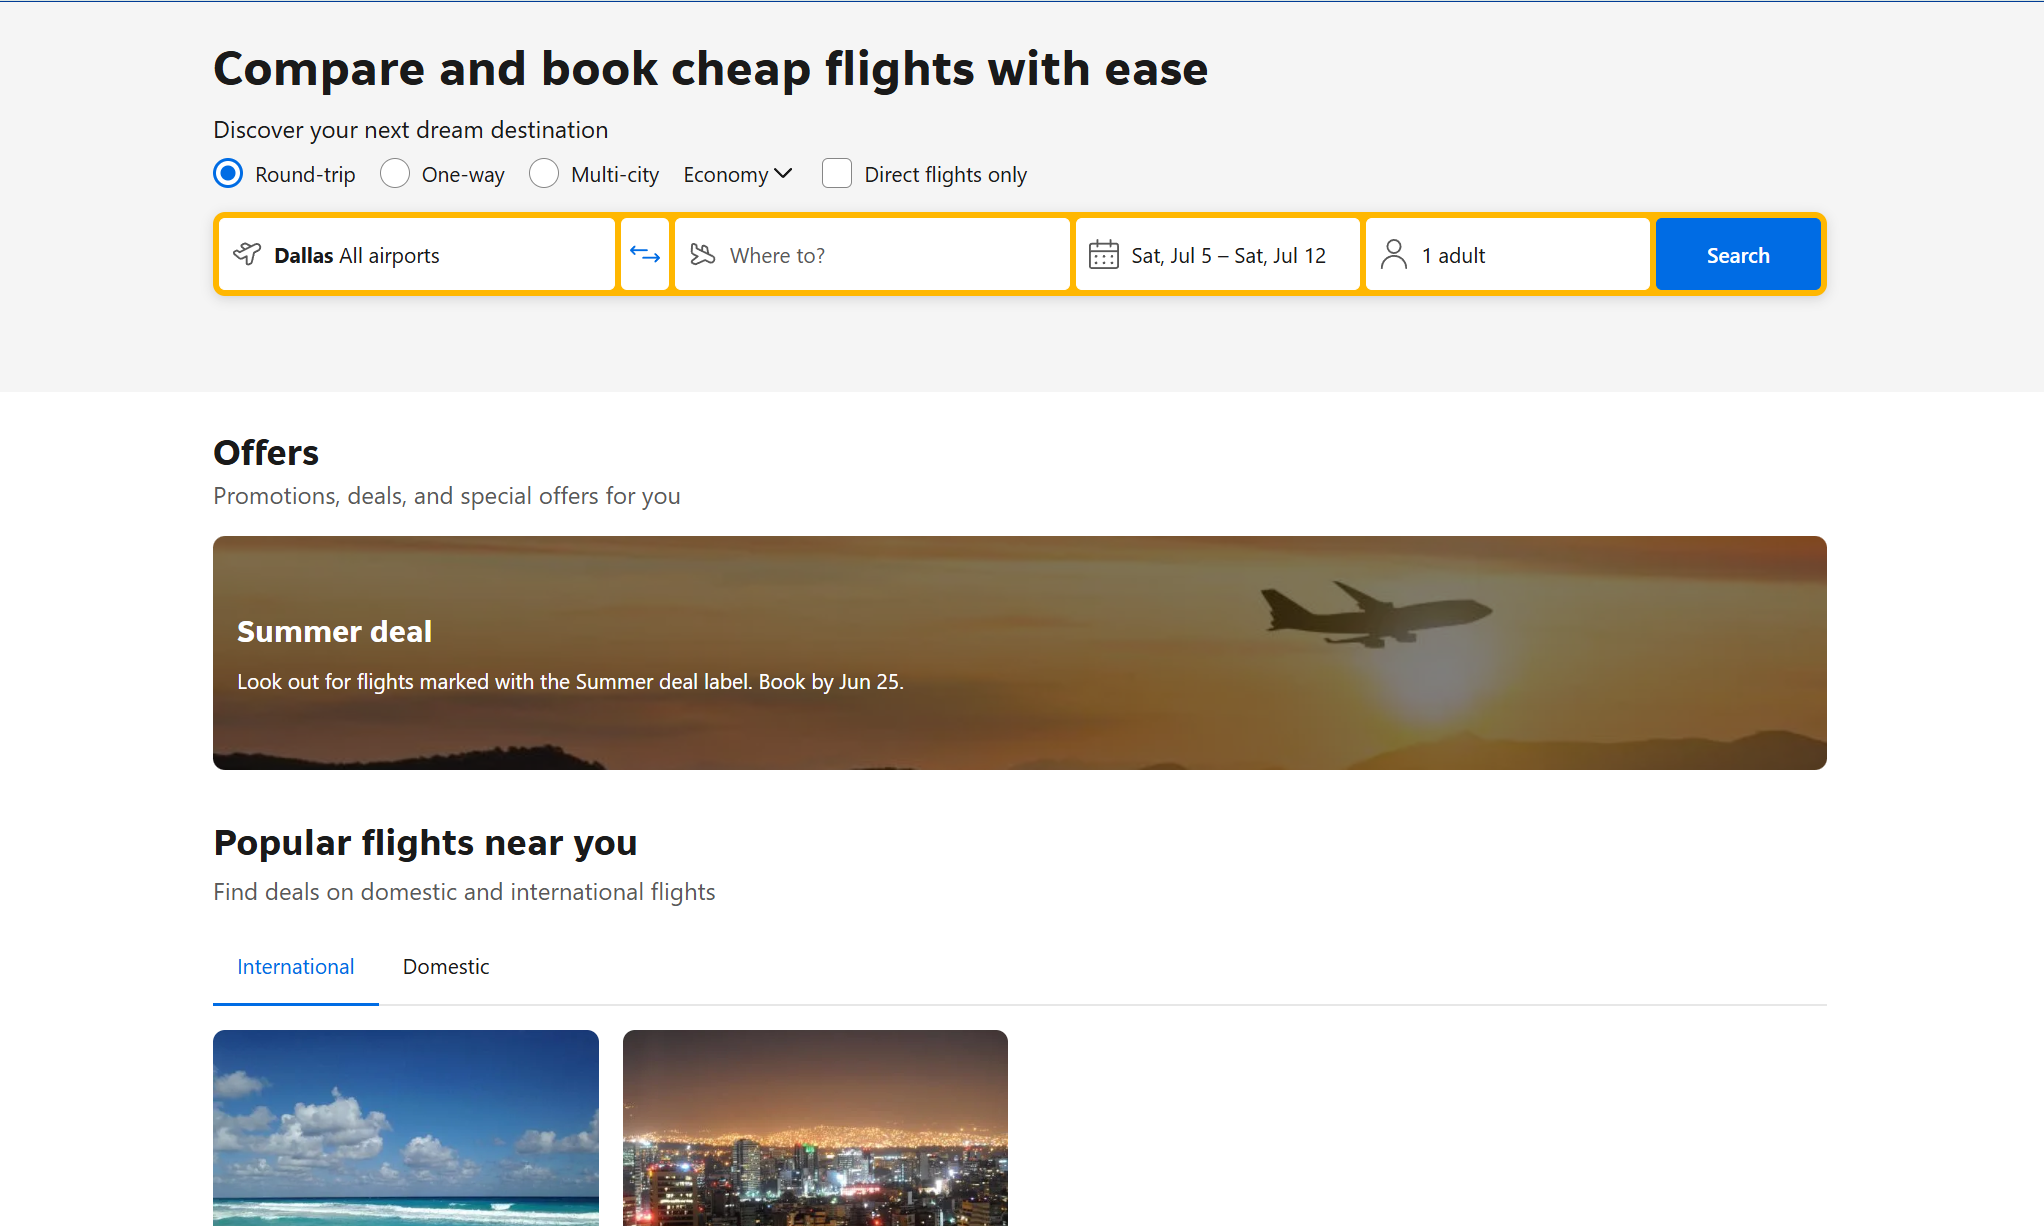 Compare and book cheap flights with ease
Discover your next dream destination
Round-trip One-way Multi-city Economy Direct flights only
Dallas All airports Where to? Sat, Jul 5 – Sat, Jul 12 1 adult Search
Offers
Promotions, deals, and special offers for you
Summer deal
Look out for flights marked with the Summer deal label. Book by Jun 25.
Popular flights near you
Find deals on domestic and international flights
International Domestic